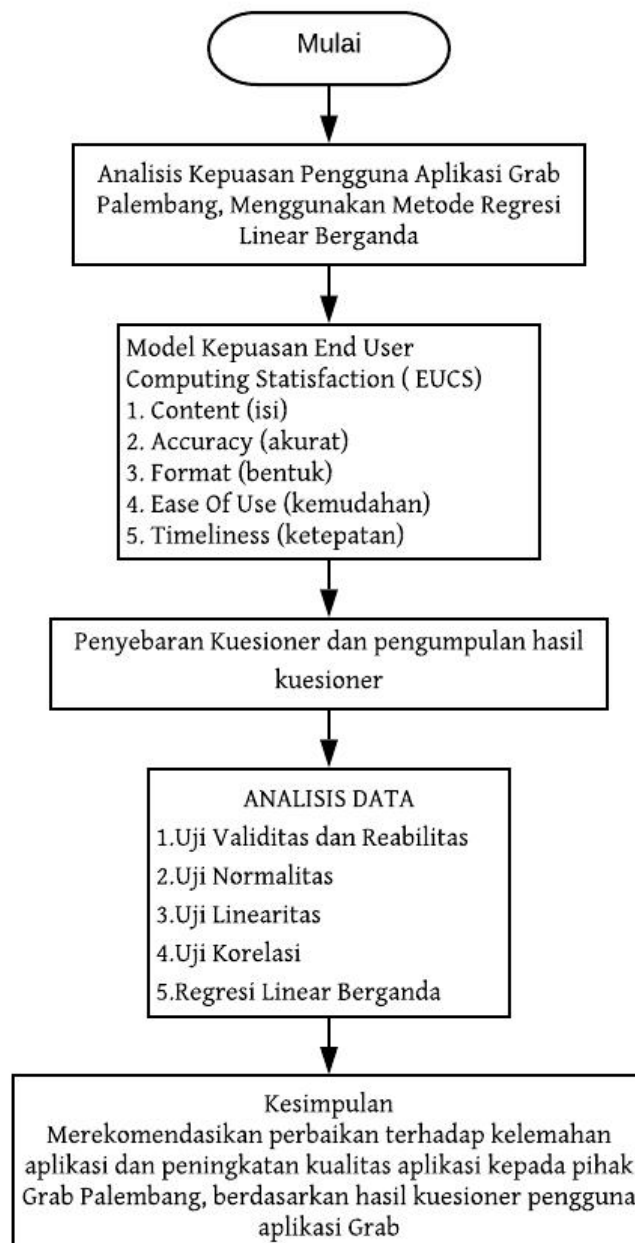 Mulai
Analisis Kepuasan Pengguna Aplikasi Grab
Palembang, Menggunakan Metode Regresi
Linear Berganda
Model Kepuasan End User
Computing Statisfaction ( EUCS)
1. Content (isi)
2. Accuracy (akurat)
3. Format (bentuk)
4. Ease Of Use (kemudahan)
5. Timeliness (ketepatan)
Penyebaran Kuesioner dan pengumpulan hasil
kuesioner
ANALISIS DATA
1.Uji Validitas dan Reabilitas
2.Uji Normalitas
3.Uji Linearitas
4.Uji Korelasi
5.Regresi Linear Berganda
Kesimpulan
Merekomendasikan perbaikan terhadap kelemahan
aplikasi dan peningkatan kualitas aplikasi kepada pihak
Grab Palembang, berdasarkan hasil kuesioner pengguna
aplikasi Grab